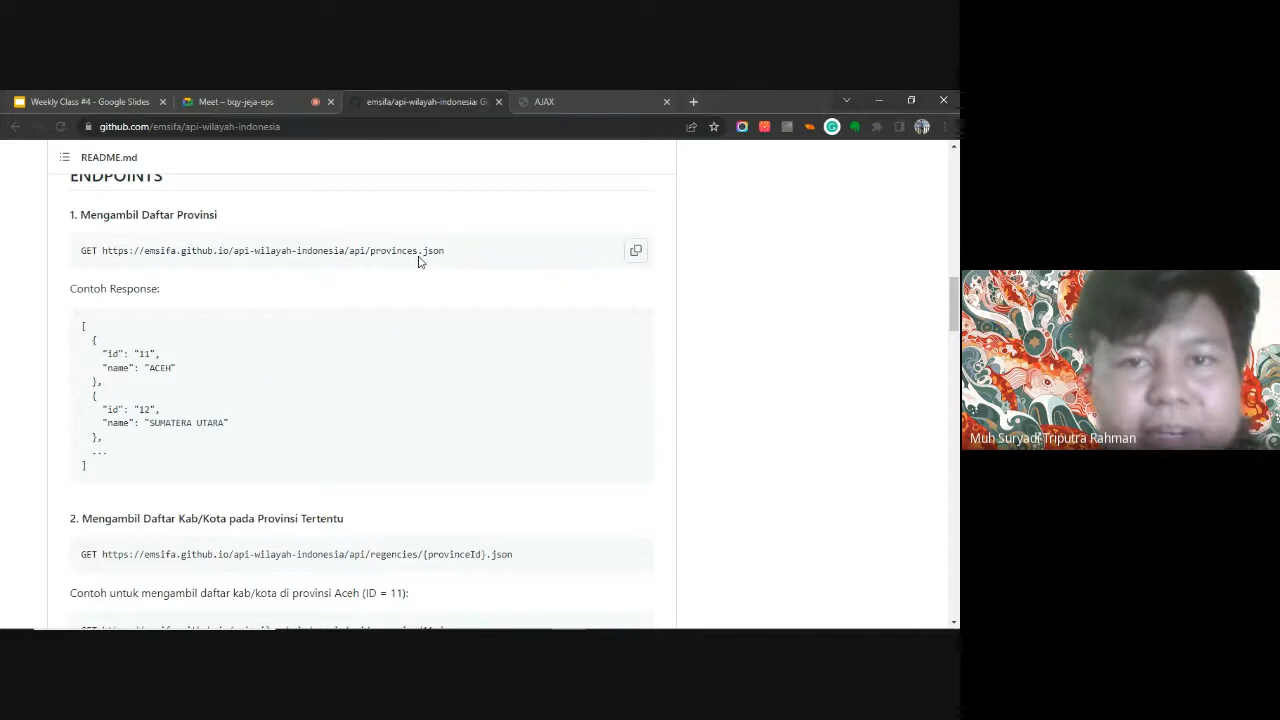 Weekly Class #4 - Google Slides
Meet – bqy-jeja-eps
emsifa/api-wilayah-indonesia: G
AJAX
github.com/emsifa/api-wilayah-indonesia
README.md
ENDPOINTS
1. Mengambil Daftar Provinsi
GET https://emsifa.github.io/api-wilayah-indonesia/api/provinces.json
Contoh Response:
[
{
"id": "11",
"name": "ACEH"
},
{
"id": "12",
"name": "SUMATERA UTARA"
},
...
]
2. Mengambil Daftar Kab/Kota pada Provinsi Tertentu
GET https://emsifa.github.io/api-wilayah-indonesia/api/regencies/{provinceId}.json
Contoh untuk mengambil daftar kab/kota di provinsi Aceh (ID = 11):
Muh Suryadi Triputra Rahman